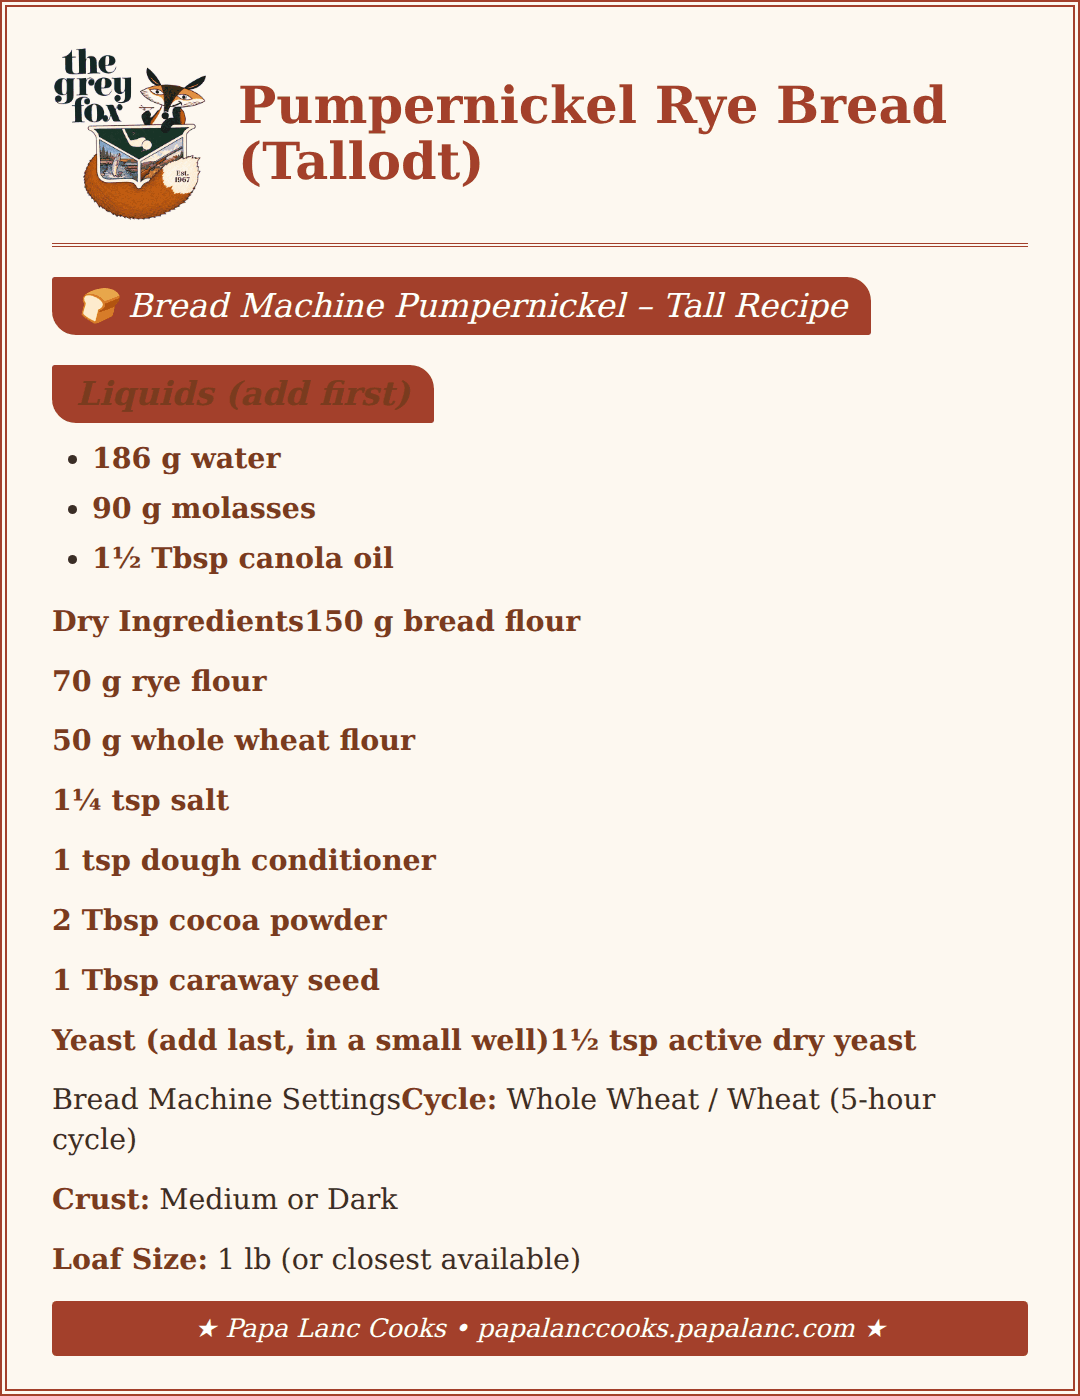 the
grey
fox
Est.
1967
Pumpernickel Rye Bread
(Tallodt)
🍞 Bread Machine Pumpernickel – Tall Recipe
Liquids (add first)
• 186 g water
• 90 g molasses
• 1½ Tbsp canola oil
Dry Ingredients150 g bread flour
70 g rye flour
50 g whole wheat flour
1¼ tsp salt
1 tsp dough conditioner
2 Tbsp cocoa powder
1 Tbsp caraway seed
Yeast (add last, in a small well)1½ tsp active dry yeast
Bread Machine SettingsCycle: Whole Wheat / Wheat (5-hour
cycle)
Crust: Medium or Dark
Loaf Size: 1 lb (or closest available)
★ Papa Lanc Cooks • papalanccooks.papalanc.com ★